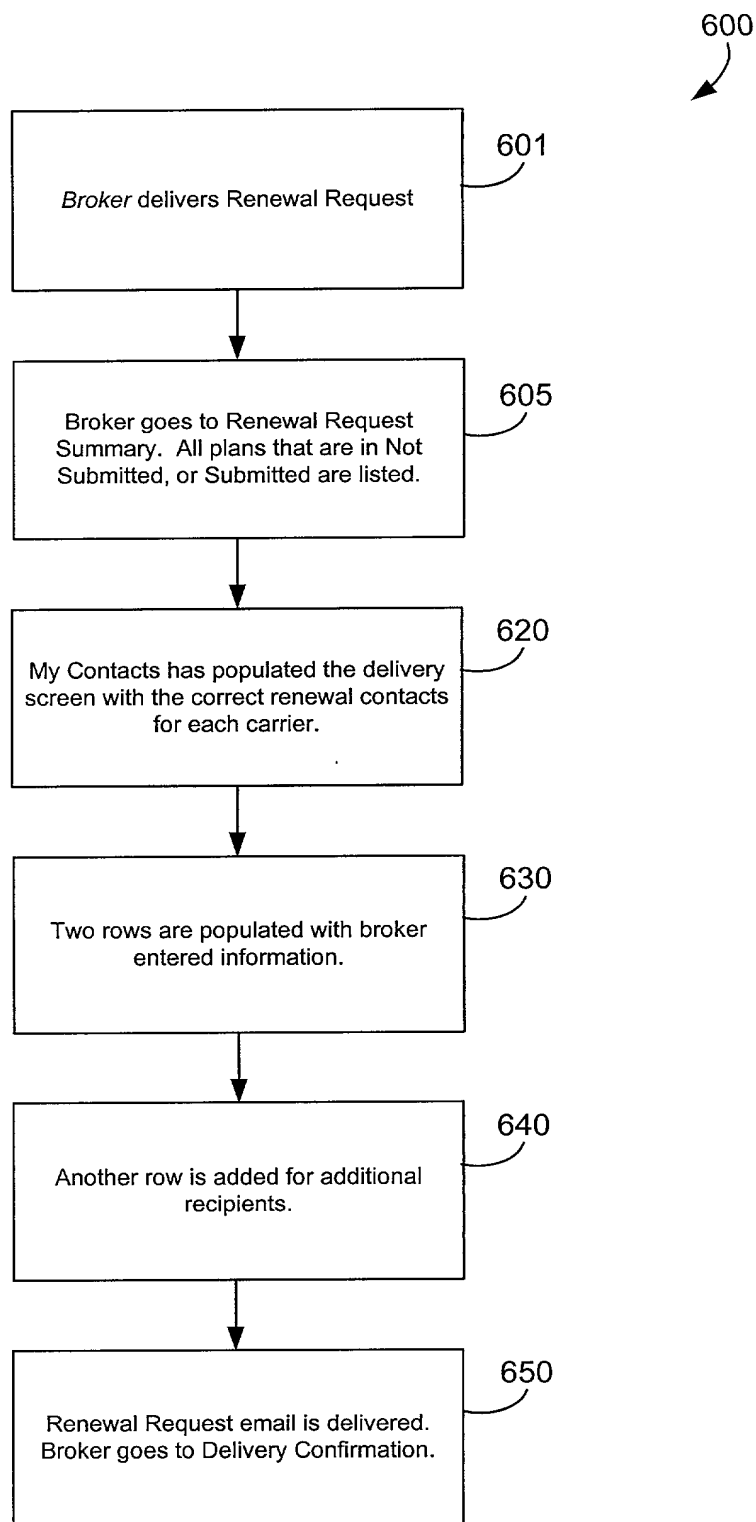 600
601
Broker delivers Renewal Request
605
Broker goes to Renewal Request
Summary.  All plans that are in Not
Submitted, or Submitted are listed.
620
My Contacts has populated the delivery
screen with the correct renewal contacts
for each carrier.
630
Two rows are populated with broker
entered information.
640
Another row is added for additional
recipients.
650
Renewal Request email is delivered.
Broker goes to Delivery Confirmation.